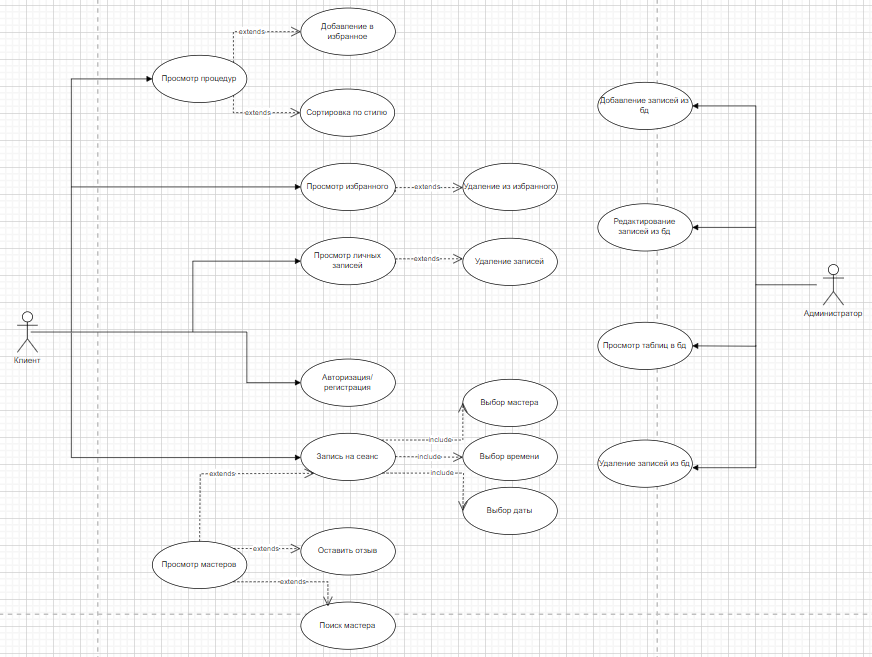 Добавление в
избранное
extends
Просмотр процедур
extends
Сортировка по стилю
Добавление записей из
бд
Просмотр избранного
extends
Удаление из избранного
Редактирование
записей из бд
Просмотр личных
записей
extends
Удаление записей
Администратор
Клиент
Просмотр таблиц в бд
Авторизация/
регистрация
Выбор мастера
include
Запись на сеанс
include
Выбор времени
include
extends
Удаление записей из бд
Выбор даты
extends
Оставить отзыв
Просмотр мастеров
extends
Поиск мастера